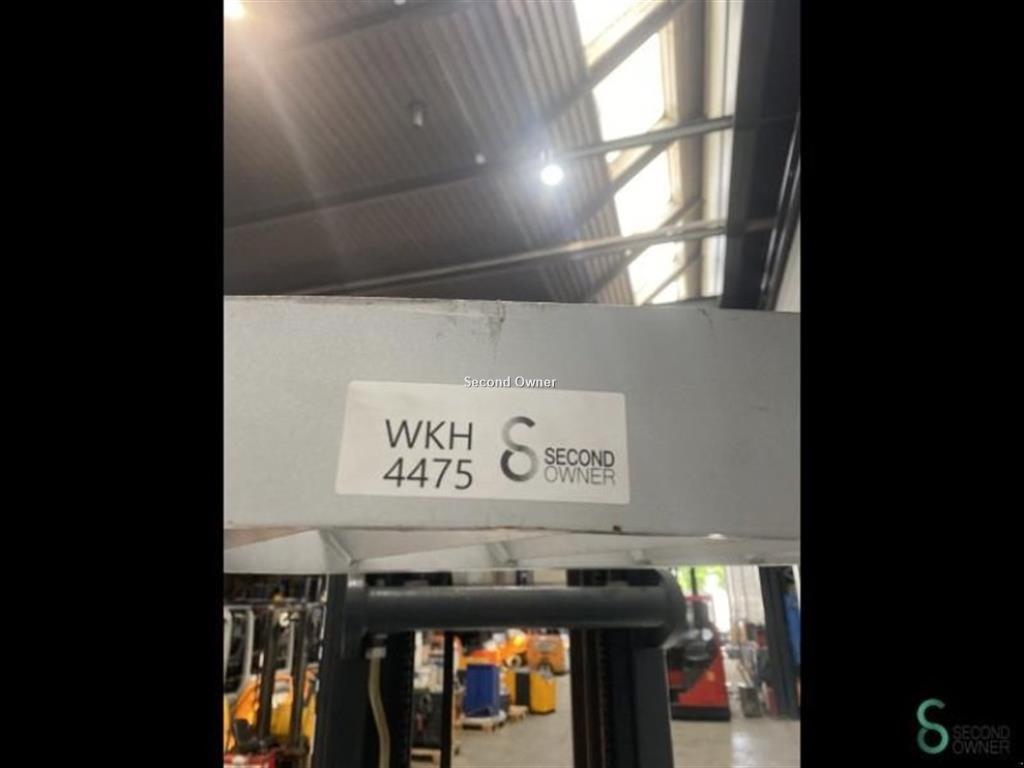 Second Owner
WKH
4475
SECOND
OWNER
SECOND
OWNER